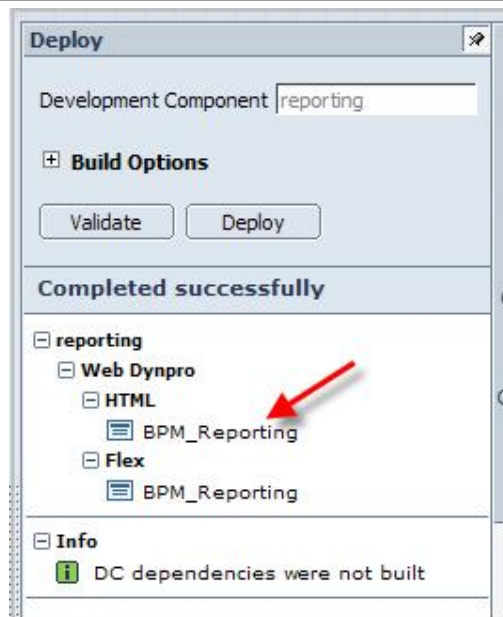 Deploy
Development Component reporting
Build Options
Validate Deploy
Completed successfully
reporting
Web Dynpro
HTML
BPM_Reporting
Flex
BPM_Reporting
Info
DC dependencies were not built